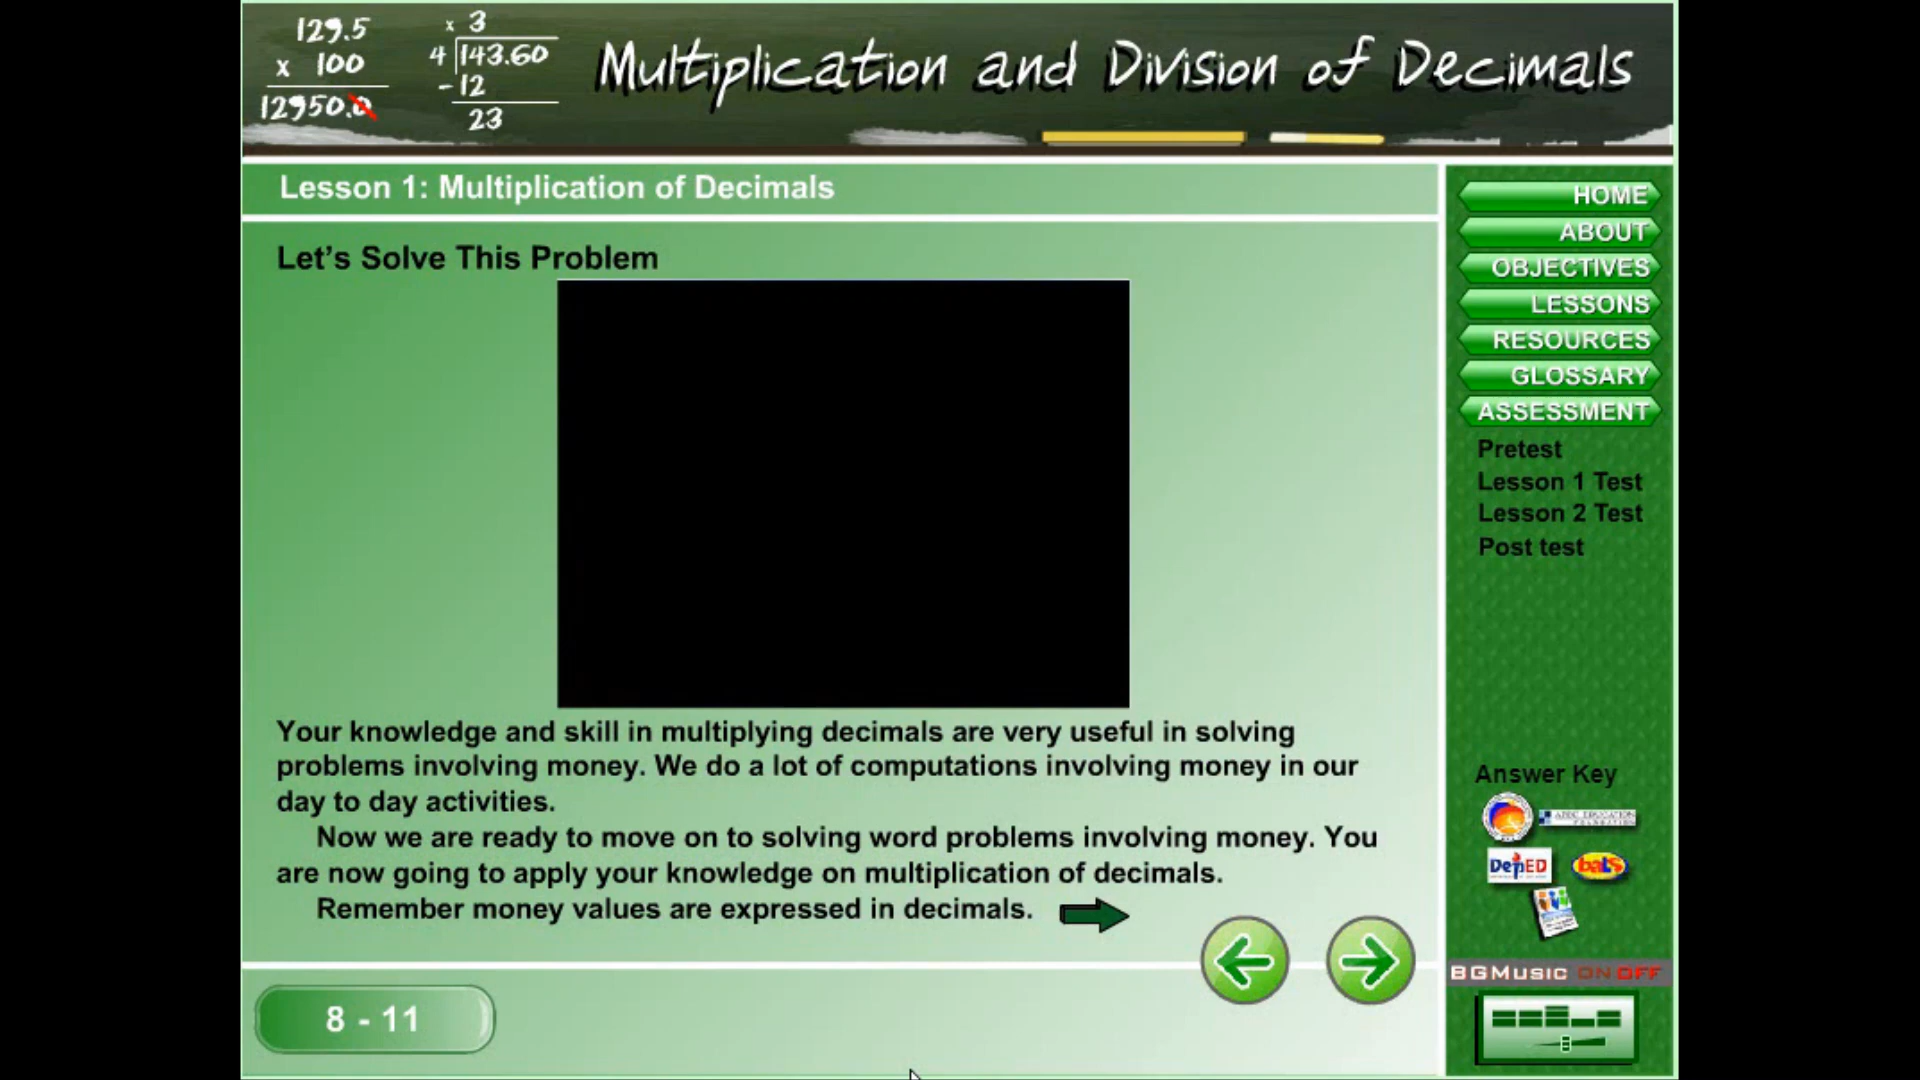 129.5
x 100
12950.0
x 3
4 143.60
-12
23
Multiplication and Division of Decimals
Lesson 1: Multiplication of Decimals
Let's Solve This Problem
Your knowledge and skill in multiplying decimals are very useful in solving
problems involving money. We do a lot of computations involving money in our
day to day activities.
Now we are ready to move on to solving word problems involving money. You
are now going to apply your knowledge on multiplication of decimals.
Remember money values are expressed in decimals.
8 - 11
HOME
ABOUT
OBJECTIVES
LESSONS
RESOURCES
GLOSSARY
ASSESSMENT
Pretest
Lesson 1 Test
Lesson 2 Test
Post test
Answer Key
APEC EDUCATION
FOUNDATION
DepED
bals
BGMUSIC ON OFF